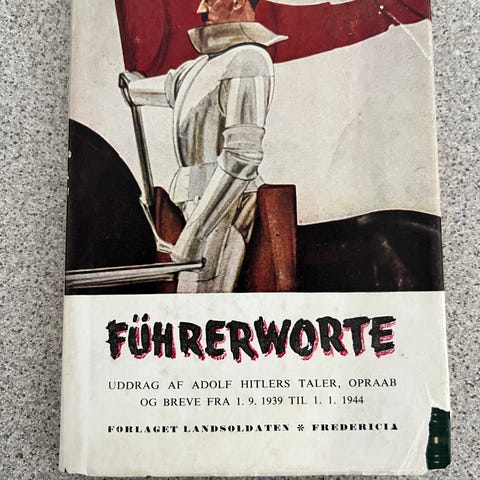 FÜHRERWORTE
UDDRAG AF ADOLF HITLERS TALER, OPRAAB
OG BREVE FRA 1. 9. 1939 TIL 1. 1. 1944
FORLAGET LANDSOLDATEN * FREDERICIA